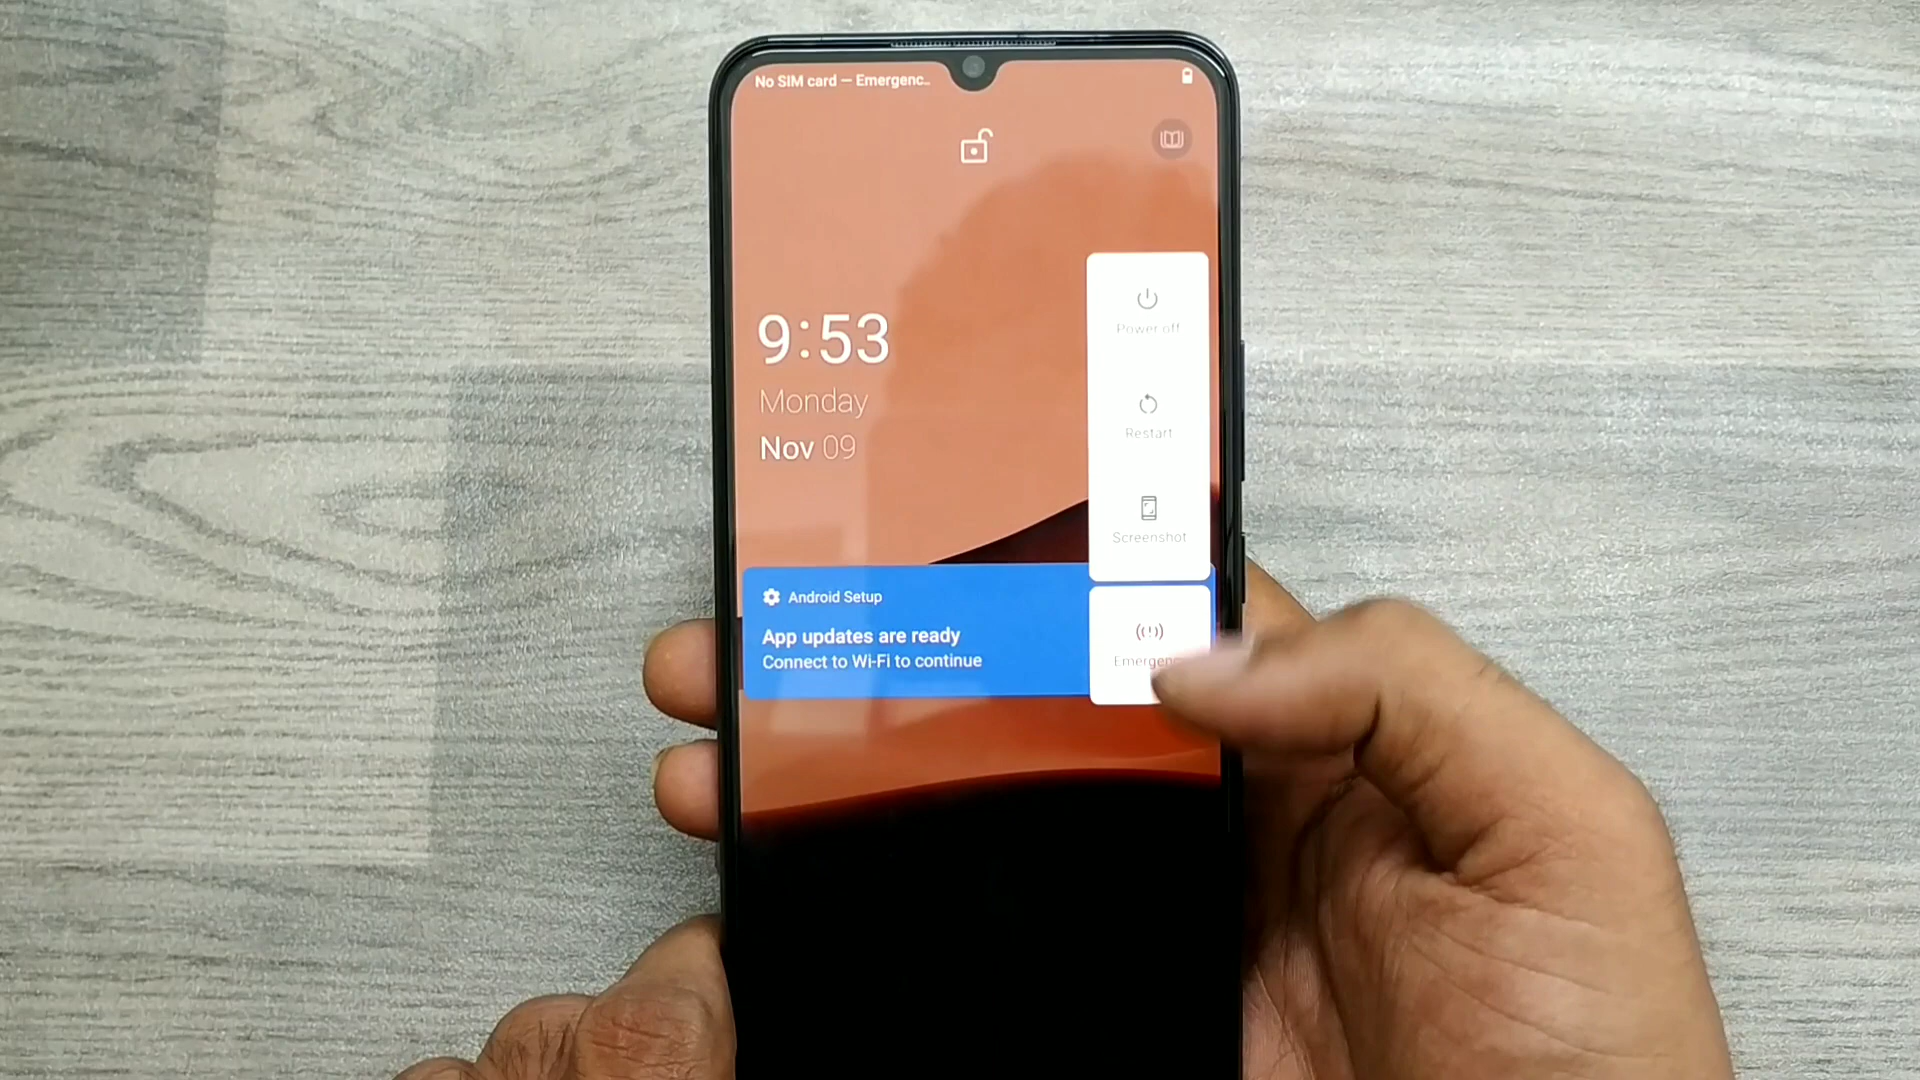 No SIM card — Emergenc..
9:53
Monday
Nov 09
Power off
Restart
Screenshot
Android Setup
App updates are ready
Connect to Wi-Fi to continue
Emergenc